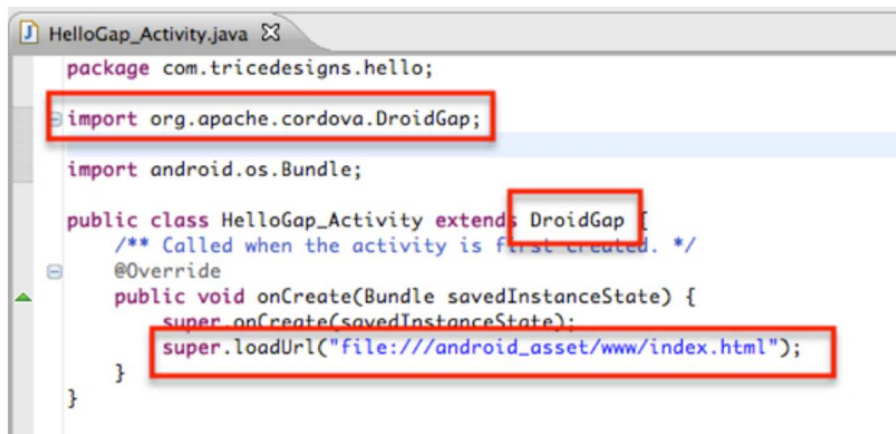 HelloGap_Activity.java
package com.tricedesigns.hello;
import org.apache.cordova.DroidGap;
import android.os.Bundle;
public class HelloGap_Activity extends DroidGap {
/** Called when the activity is first created. */
@Override
public void onCreate(Bundle savedInstanceState) {
super.onCreate(savedInstanceState);
super.loadUrl("file:///android_asset/www/index.html");
}
}